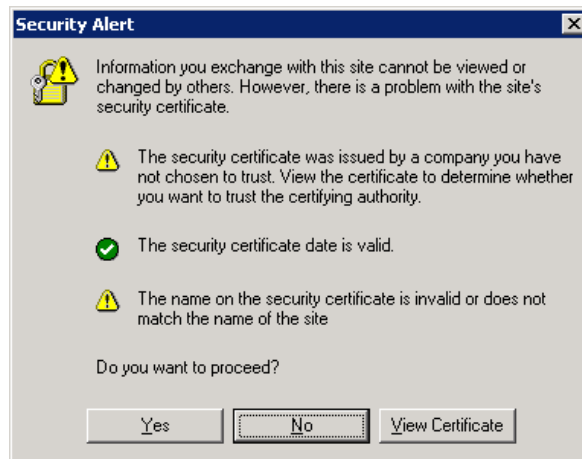 Security Alert
Information you exchange with this site cannot be viewed or
changed by others. However, there is a problem with the site's
security certificate.
The security certificate was issued by a company you have
not chosen to trust. View the certificate to determine whether
you want to trust the certifying authority.
The security certificate date is valid.
The name on the security certificate is invalid or does not
match the name of the site
Do you want to proceed?
Yes No View Certificate